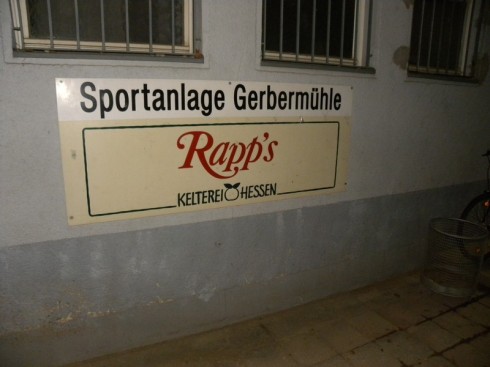 Sportanlage Gerbermühle
Rapp's
KELTEREI HESSEN